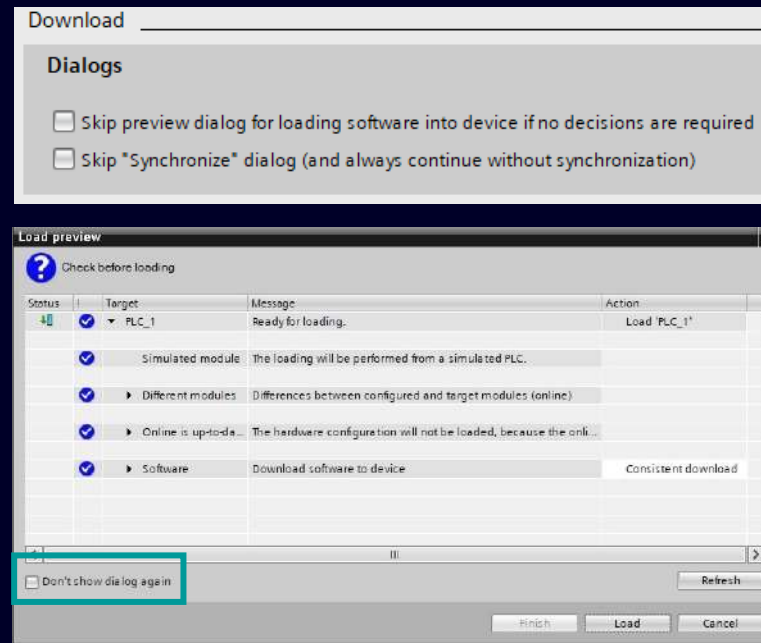 Download
Dialogs
Skip preview dialog for loading software into device if no decisions are required
Skip "Synchronize" dialog (and always continue without synchronization)
Load preview
? Check before loading
Status ! Target Message Action
PLC_1 Ready for loading. Load 'PLC_1'
Simulated module The loading will be performed from a simulated PLC.
Different modules Differences between configured and target modules (online)
Online is up-to-da... The hardware configuration will not be loaded, because the onli...
Software Download software to device Consistent download
Don't show dialog again Refresh
Finish Load Cancel